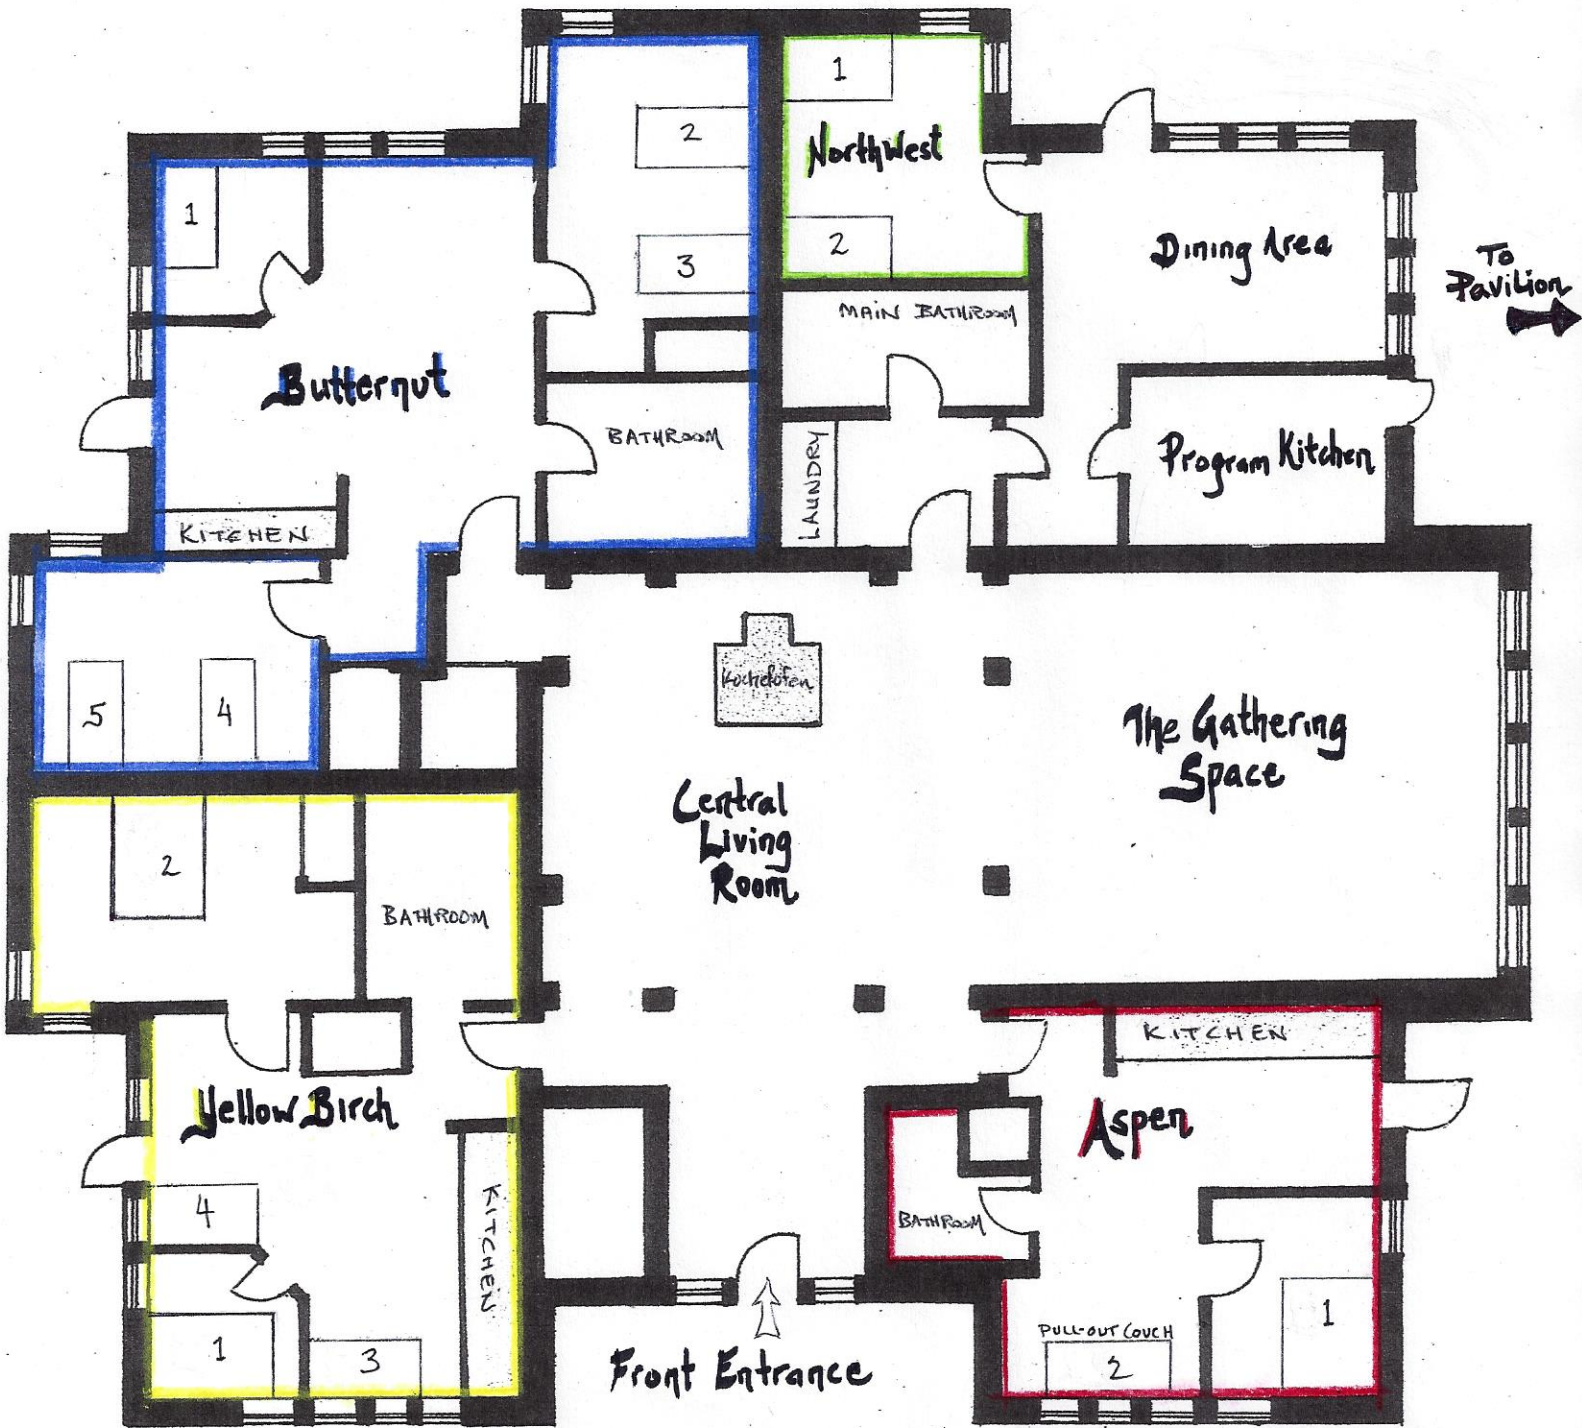 1
2
NorthWest
1
2
3
2
Dining Area
To
Pavilion
MAIN BATHROOM
Butternut
BATHROOM
LAUNDRY
Program Kitchen
KITCHEN
5
4
Kachelofen
The Gathering
Space
Central
Living
Room
2
BATHROOM
KITCHEN
Yellow Birch
Aspen
4
KITCHEN
BATHROOM
1
3
PULL-OUT COUCH
2
1
Front Entrance